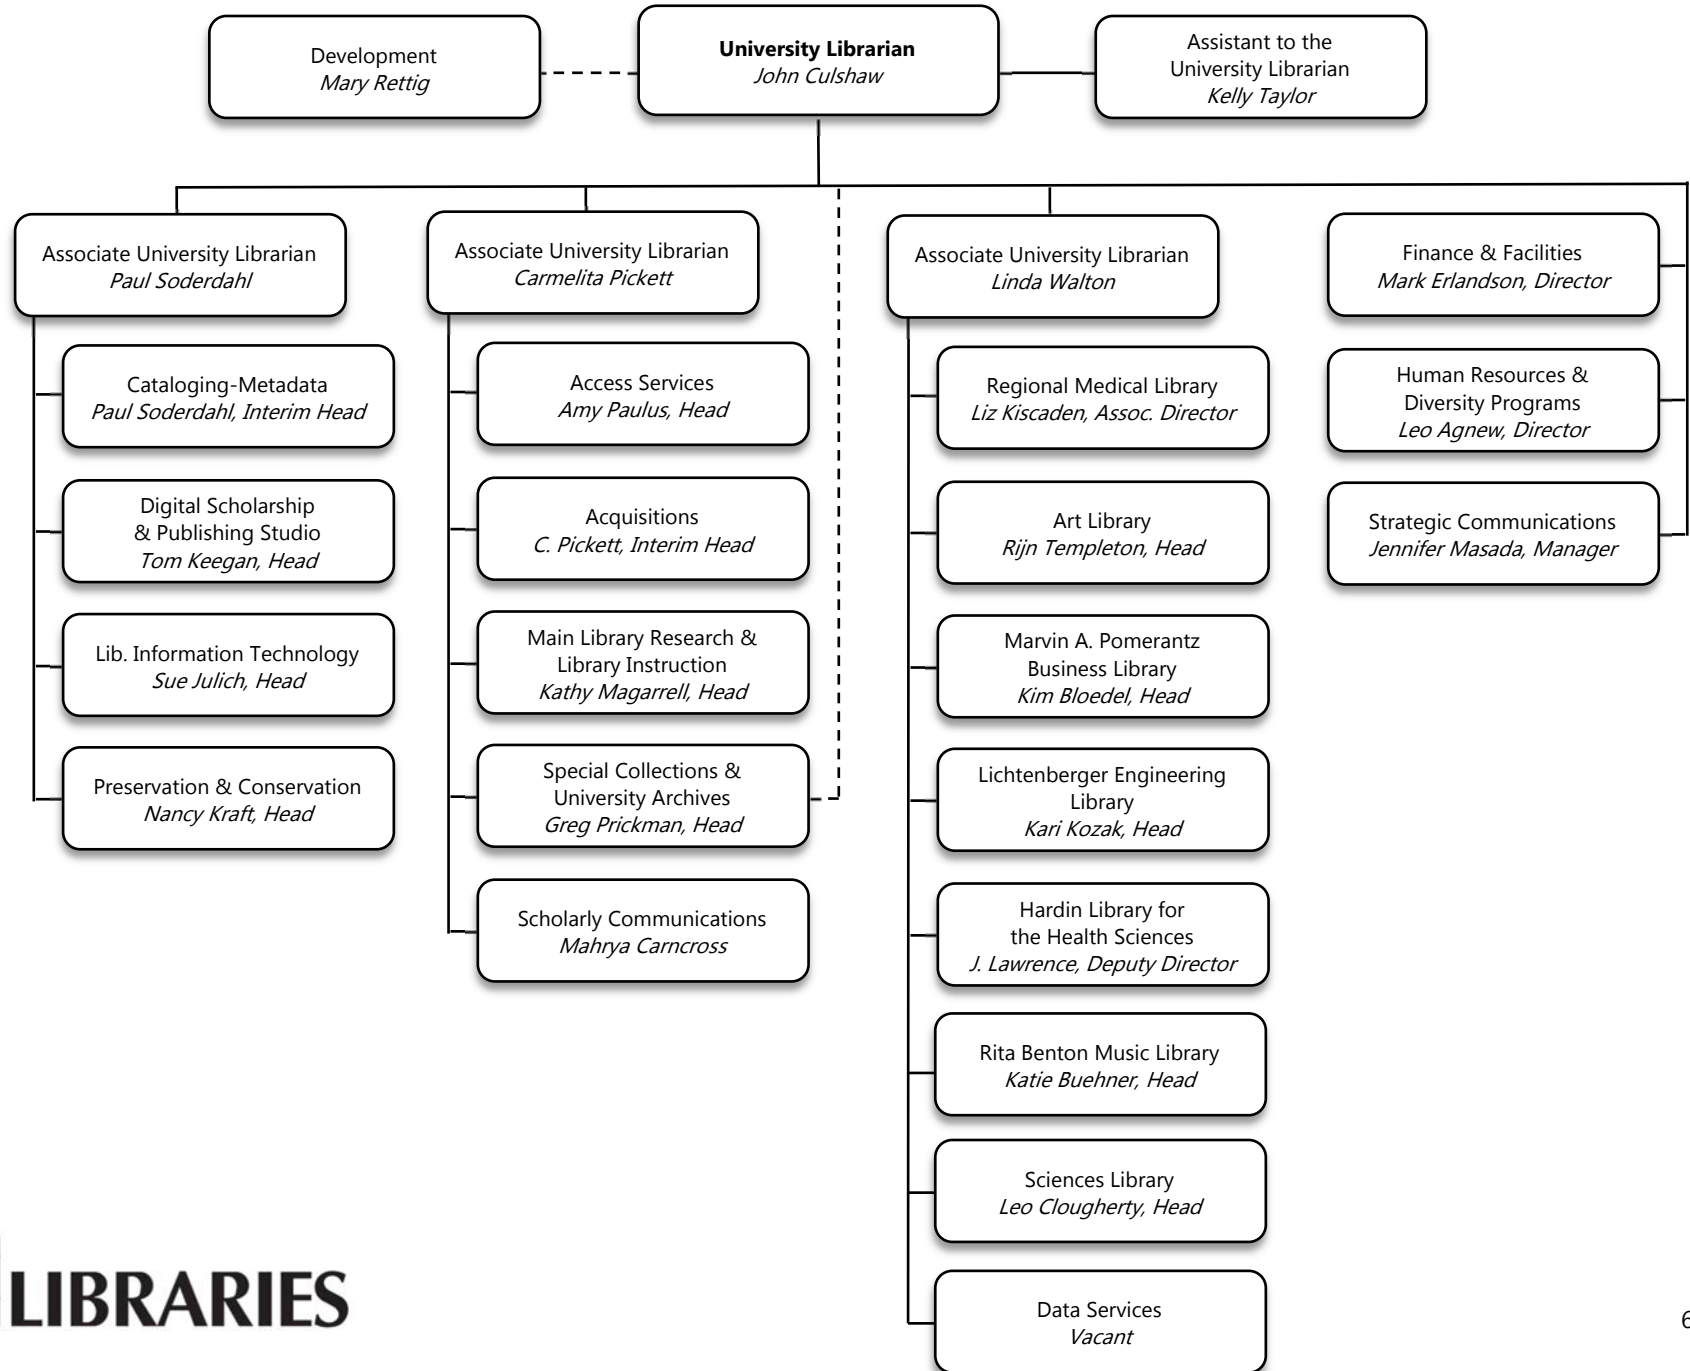 Development
Mary Rettig
University Librarian
John Culshaw
Assistant to the
University Librarian
Kelly Taylor
Associate University Librarian
Paul Soderdahl
Cataloging-Metadata
Paul Soderdahl, Interim Head
Digital Scholarship
& Publishing Studio
Tom Keegan, Head
Lib. Information Technology
Sue Julich, Head
Preservation & Conservation
Nancy Kraft, Head
Associate University Librarian
Carmelita Pickett
Access Services
Amy Paulus, Head
Acquisitions
C. Pickett, Interim Head
Main Library Research &
Library Instruction
Kathy Magarrell, Head
Special Collections &
University Archives
Greg Prickman, Head
Scholarly Communications
Mahrya Carncross
Associate University Librarian
Linda Walton
Regional Medical Library
Liz Kiscaden, Assoc. Director
Art Library
Rijn Templeton, Head
Marvin A. Pomerantz
Business Library
Kim Bloedel, Head
Lichtenberger Engineering
Library
Kari Kozak, Head
Hardin Library for
the Health Sciences
J. Lawrence, Deputy Director
Rita Benton Music Library
Katie Buehner, Head
Sciences Library
Leo Clougherty, Head
Data Services
Vacant
Finance & Facilities
Mark Erlandson, Director
Human Resources &
Diversity Programs
Leo Agnew, Director
Strategic Communications
Jennifer Masada, Manager
LIBRARIES
6